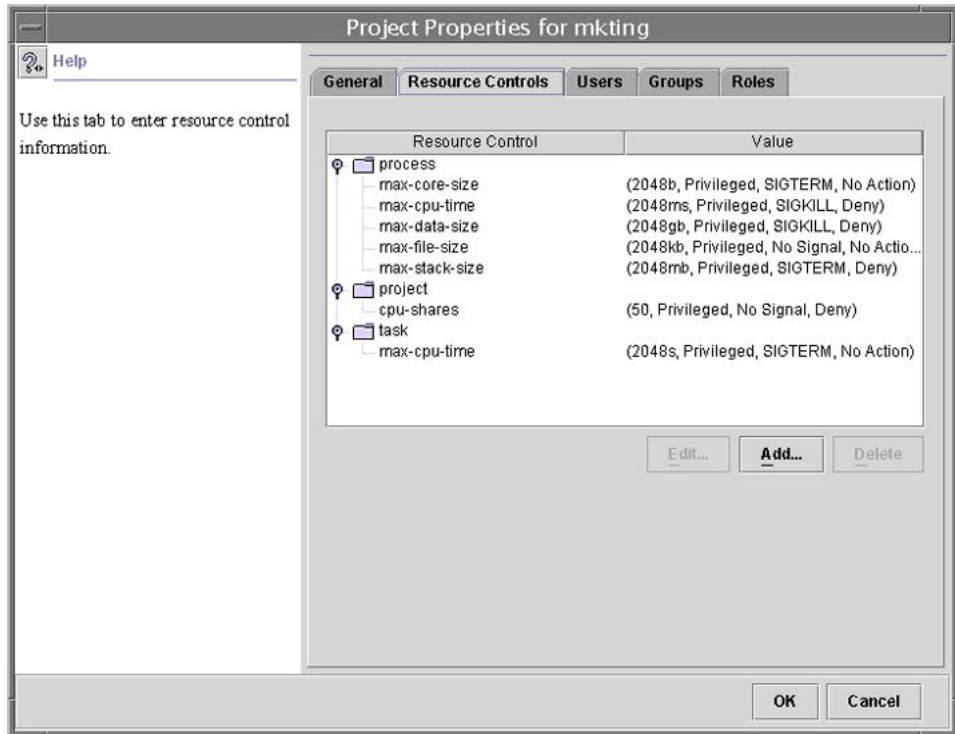 Project Properties for mkting
Help
Use this tab to enter resource control
information.
General Resource Controls Users Groups Roles
Resource Control Value
process
max-core-size (2048b, Privileged, SIGTERM, No Action)
max-cpu-time (2048ms, Privileged, SIGKILL, Deny)
max-data-size (2048gb, Privileged, SIGKILL, Deny)
max-file-size (2048kb, Privileged, No Signal, No Actio...
max-stack-size (2048mb, Privileged, SIGTERM, Deny)
project
cpu-shares (50, Privileged, No Signal, Deny)
task
max-cpu-time (2048s, Privileged, SIGTERM, No Action)
Edit... Add... Delete
OK Cancel